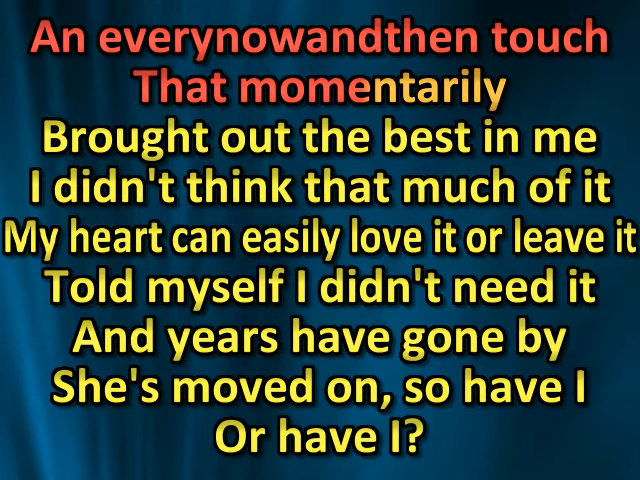 An everynowandthen touch
That momentarily
Brought out the best in me
I didn't think that much of it
My heart can easily love it or leave it
Told myself I didn't need it
And years have gone by
She's moved on, so have I
Or have I?